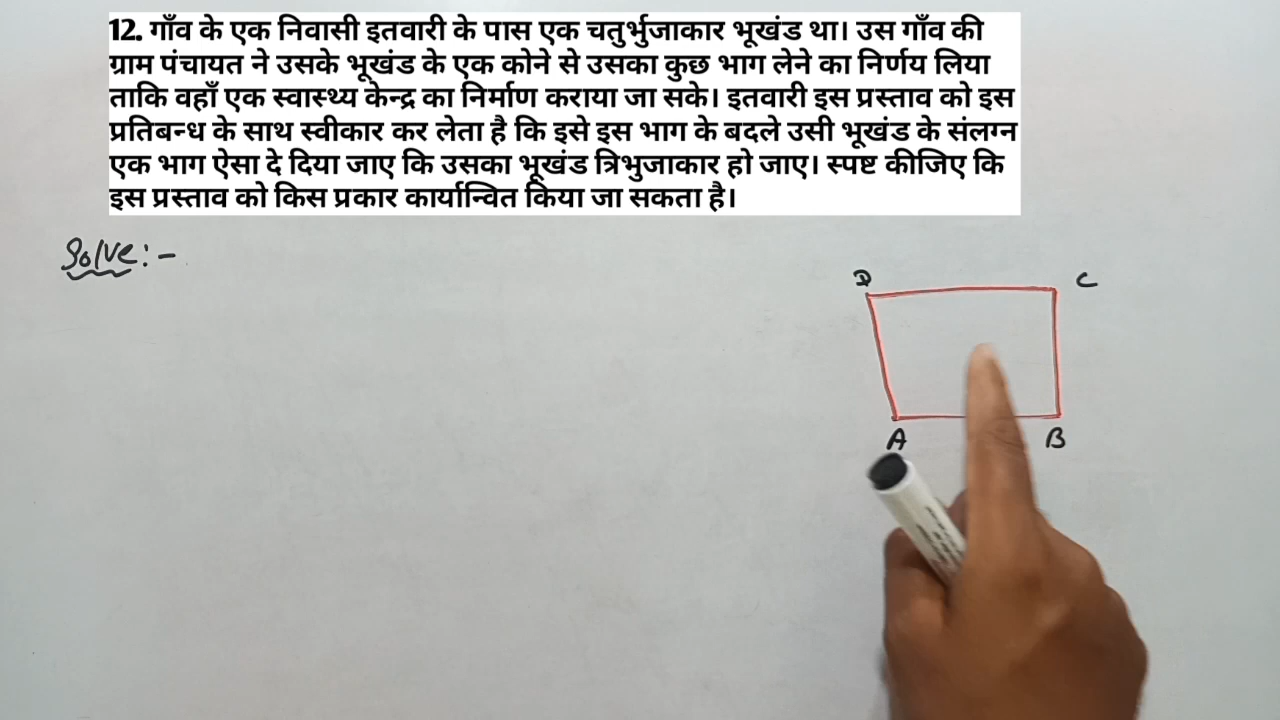 12. गाँव के एक निवासी इतवारी के पास एक चतुर्भुजाकार भूखंड था। उस गाँव की
ग्राम पंचायत ने उसके भूखंड के एक कोने से उसका कुछ भाग लेने का निर्णय लिया
ताकि वहाँ एक स्वास्थ्य केन्द्र का निर्माण कराया जा सके। इतवारी इस प्रस्ताव को इस
प्रतिबन्ध के साथ स्वीकार कर लेता है कि इसे इस भाग के बदले उसी भूखंड के संलग्न
एक भाग ऐसा दे दिया जाए कि उसका भूखंड त्रिभुजाकार हो जाए। स्पष्ट कीजिए कि
इस प्रस्ताव को किस प्रकार कार्यान्वित किया जा सकता है।
Solve:-
D C
A B